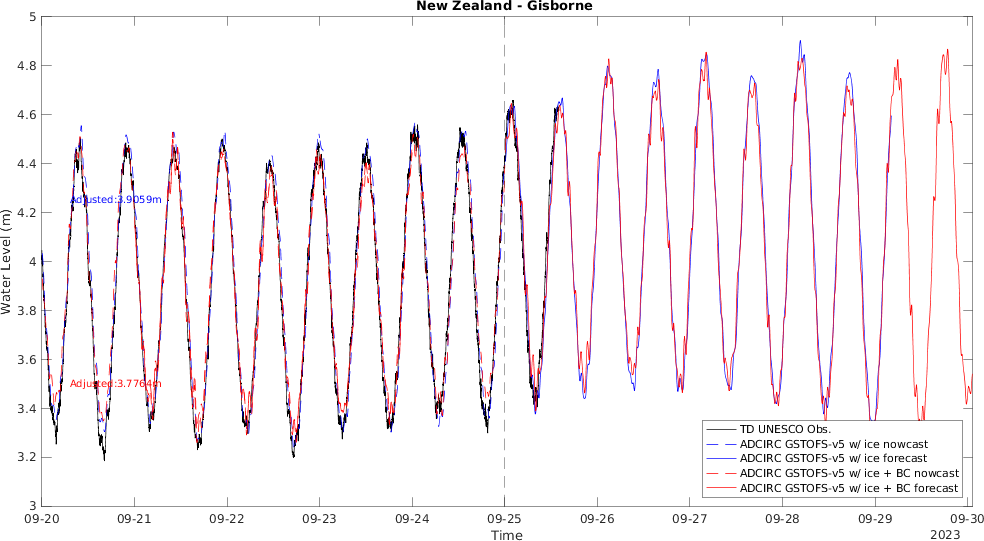 New Zealand - Gisborne
5
4.8
4.6
4.4
4.2
4
3.8
3.6
3.4
3.2
3
Water Level (m)
Adjusted:3.9059m
Adjusted:3.7764m
TD UNESCO Obs.
ADCIRC GSTOFS-v5 w/ ice nowcast
ADCIRC GSTOFS-v5 w/ ice forecast
ADCIRC GSTOFS-v5 w/ ice + BC nowcast
ADCIRC GSTOFS-v5 w/ ice + BC forecast
09-20 09-21 09-22 09-23 09-24 09-25 09-26 09-27 09-28 09-29 09-30
Time
2023